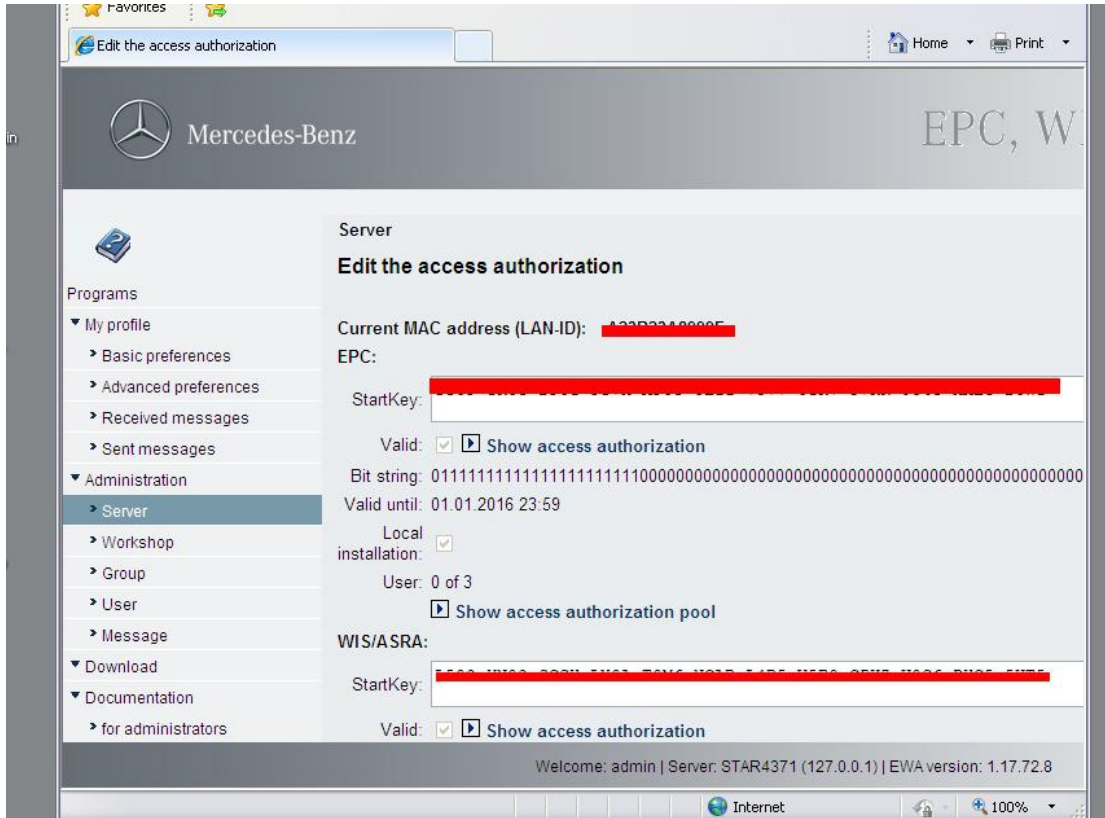 Favorites
Edit the access authorization
Home
Print
in
Mercedes-Benz
EPC, W
Server
Edit the access authorization
Programs
My profile
Basic preferences
Advanced preferences
Received messages
Sent messages
Administration
Server
Workshop
Group
User
Message
Download
Documentation
for administrators
Current MAC address (LAN-ID):
EPC:
StartKey:
Valid: Show access authorization
Bit string:
Valid until: 01.01.2016 23:59
Local
installation:
User: 0 of 3
Show access authorization pool
WIS/ASRA:
StartKey:
Valid: Show access authorization
Welcome: admin | Server: STAR4371 (127.0.0.1) | EWA version: 1.17.72.8
Internet
100%